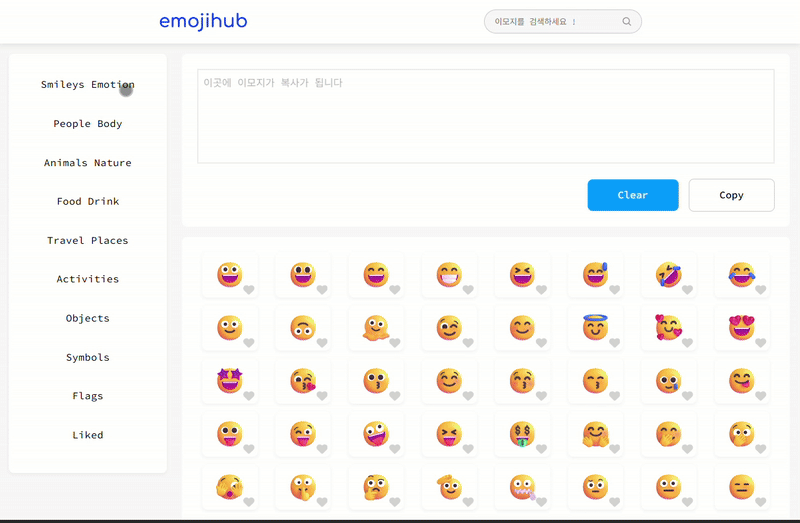 emojihub
이모지를 검색하세요 !
Smileys Emotion
People Body
Animals Nature
Food Drink
Travel Places
Activities
Objects
Symbols
Flags
Liked
이곳에 이모지가 복사가 됩니다
Clear
Copy